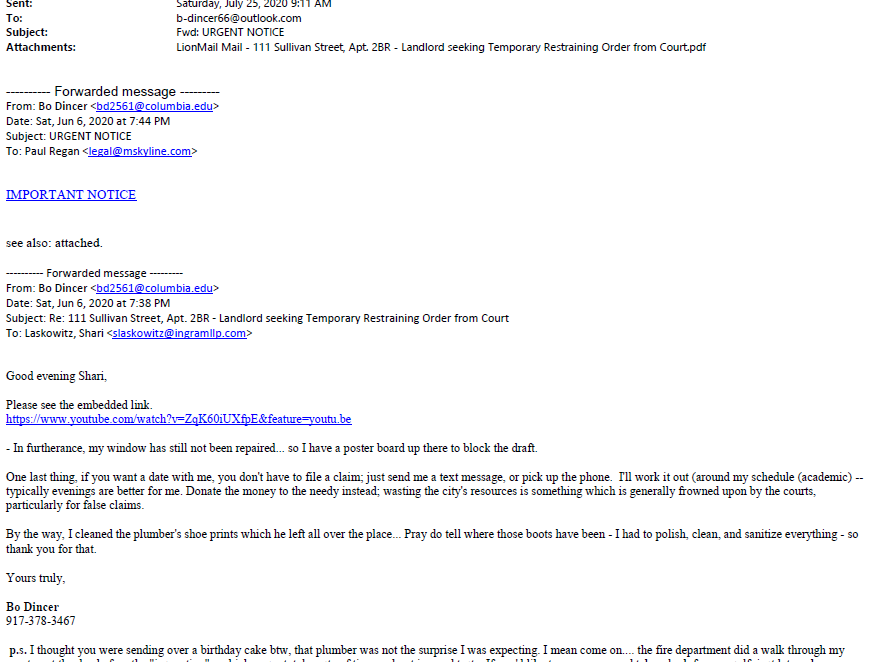 Sent: Saturday, July 25, 2020 9:11 AM
To: b-dincer66@outlook.com
Subject: Fwd: URGENT NOTICE
Attachments: LionMail Mail - 111 Sullivan Street, Apt. 2BR - Landlord seeking Temporary Restraining Order from Court.pdf
---------- Forwarded message ---------
From: Bo Dincer <bd2561@columbia.edu>
Date: Sat, Jun 6, 2020 at 7:44 PM
Subject: URGENT NOTICE
To: Paul Regan <legal@mskyline.com>
IMPORTANT NOTICE
see also: attached.
---------- Forwarded message ---------
From: Bo Dincer <bd2561@columbia.edu>
Date: Sat, Jun 6, 2020 at 7:38 PM
Subject: Re: 111 Sullivan Street, Apt. 2BR - Landlord seeking Temporary Restraining Order from Court
To: Laskowitz, Shari <slaskowitz@ingramllp.com>
Good evening Shari,
Please see the embedded link.
https://www.youtube.com/watch?v=ZqK60iUXfpE&feature=youtu.be
- In furtherance, my window has still not been repaired... so I have a poster board up there to block the draft.
One last thing, if you want a date with me, you don't have to file a claim; just send me a text message, or pick up the phone.  I'll work it out (around my schedule (academic) --
typically evenings are better for me. Donate the money to the needy instead; wasting the city's resources is something which is generally frowned upon by the courts,
particularly for false claims.
By the way, I cleaned the plumber's shoe prints which he left all over the place... Pray do tell where those boots have been - I had to polish, clean, and sanitize everything - so
thank you for that.
Yours truly,
Bo Dincer
917-378-3467
p.s. I thought you were sending over a birthday cake btw, that plumber was not the surprise I was expecting. I mean come on.... the fire department did a walk through my